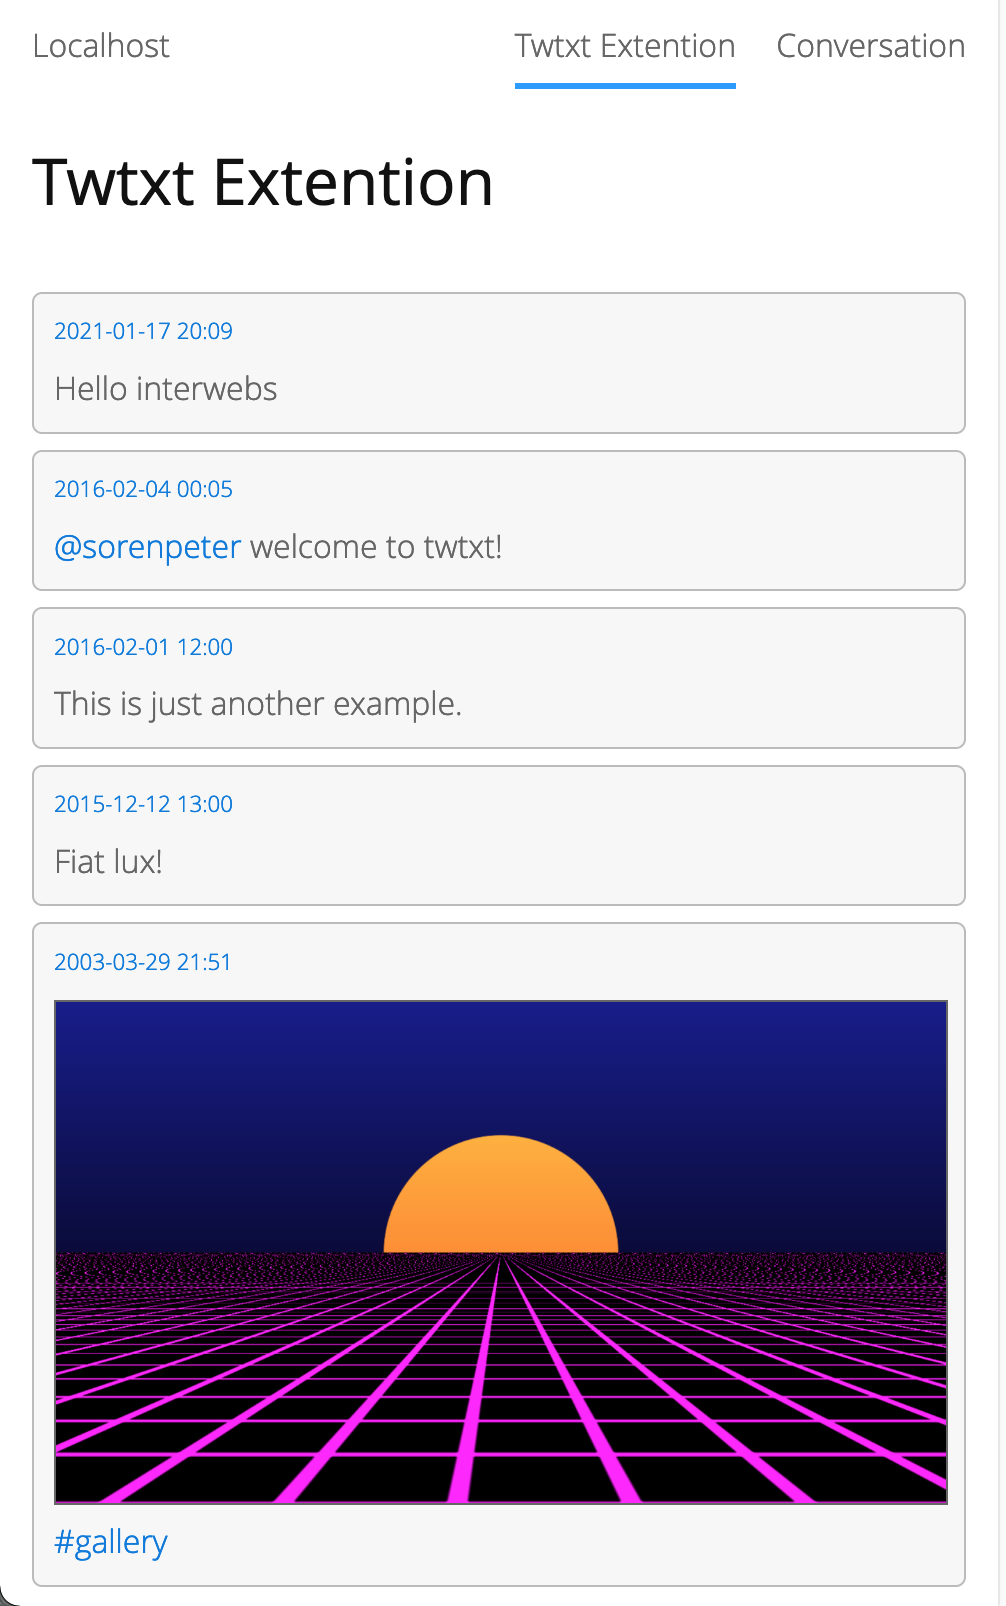 Localhost
Twtxt Extention
Conversation
Twtxt Extention
2021-01-17 20:09
Hello interwebs
2016-02-04 00:05
@sorenpeter welcome to twtxt!
2016-02-01 12:00
This is just another example.
2015-12-12 13:00
Fiat lux!
2003-03-29 21:51
#gallery